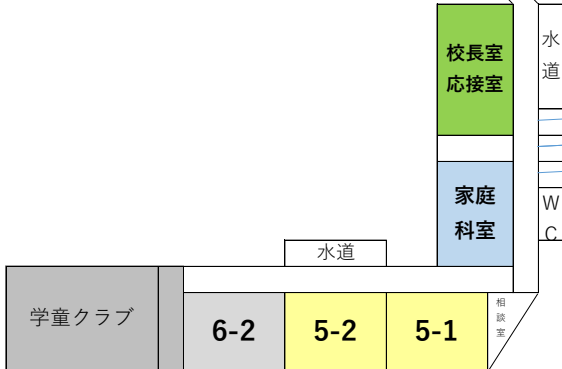 校長室
応接室
水
道
家庭
科室
W
C
水道
学童クラブ
6-2
5-2
5-1
相
談
室